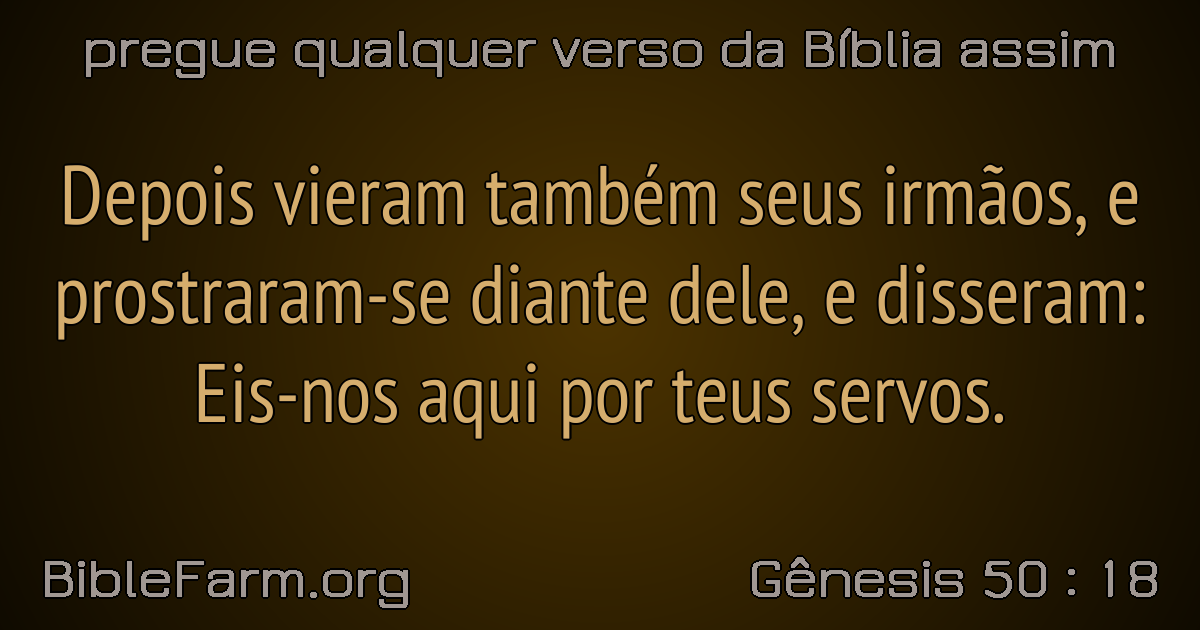 pregue qualquer verso da Bíblia assim
Depois vieram também seus irmãos, e
prostraram-se diante dele, e disseram:
Eis-nos aqui por teus servos.
BibleFarm.org
Gênesis 50 : 18